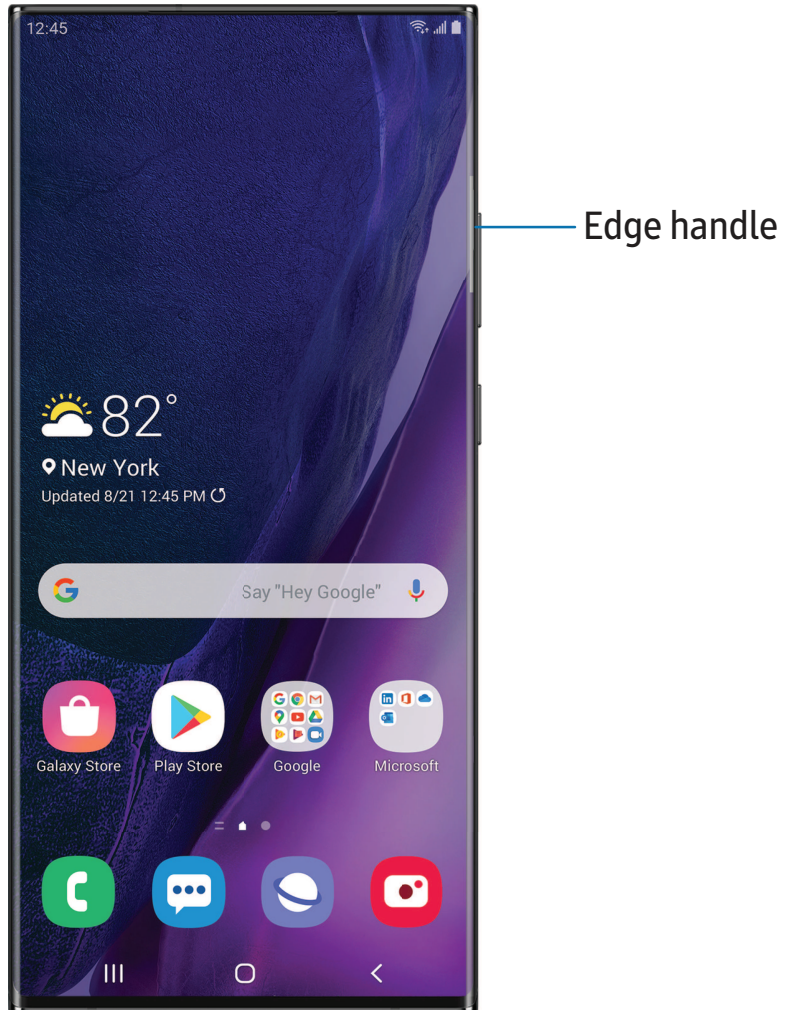 12:45
Edge handle
82°
New York
Updated 8/21 12:45 PM
Say "Hey Google"
Galaxy Store
Play Store
Google
Microsoft